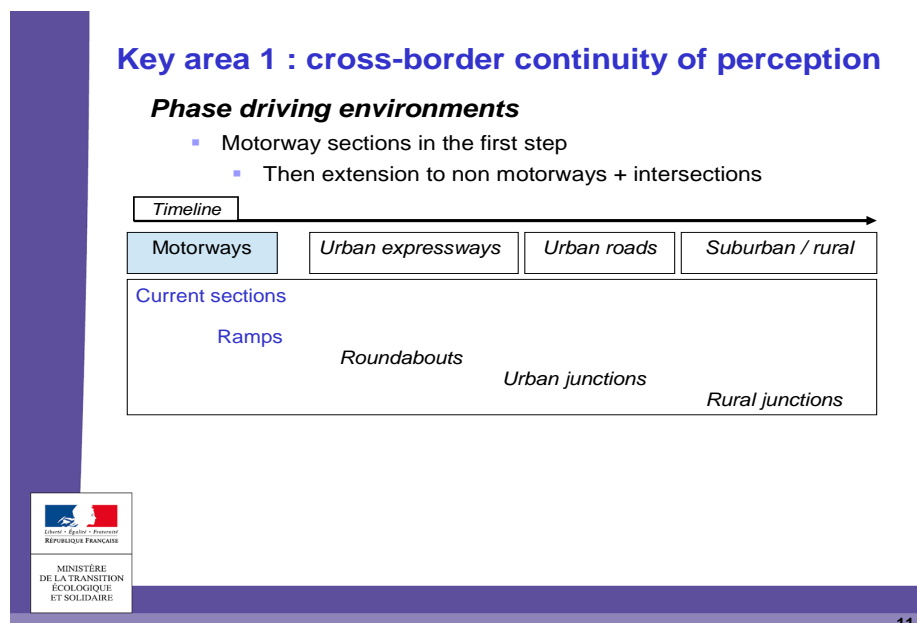 Key area 1 : cross-border continuity of perception
Phase driving environments
Motorway sections in the first step
Then extension to non motorways + intersections
Timeline
Motorways
Urban expressways
Urban roads
Suburban / rural
Current sections
Ramps
Roundabouts
Urban junctions
Rural junctions
Liberté • Égalité • Fraternité
RÉPUBLIQUE FRANÇAISE
MINISTÈRE
DE LA TRANSITION
ÉCOLOGIQUE
ET SOLIDAIRE
11